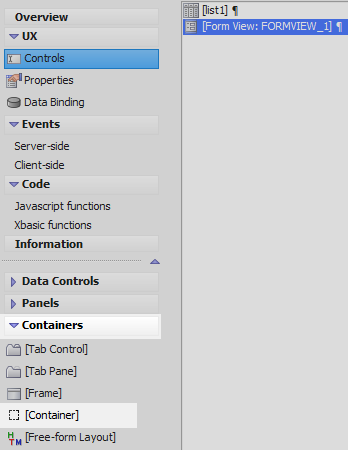 Overview
UX
Controls
Properties
Data Binding
Events
Server-side
Client-side
Code
Javascript functions
Xbasic functions
Information
Data Controls
Panels
Containers
[Tab Control]
[Tab Pane]
[Frame]
[Container]
HTM [Free-form Layout]
[list1] ¶
[Form View: FORMVIEW_1] ¶